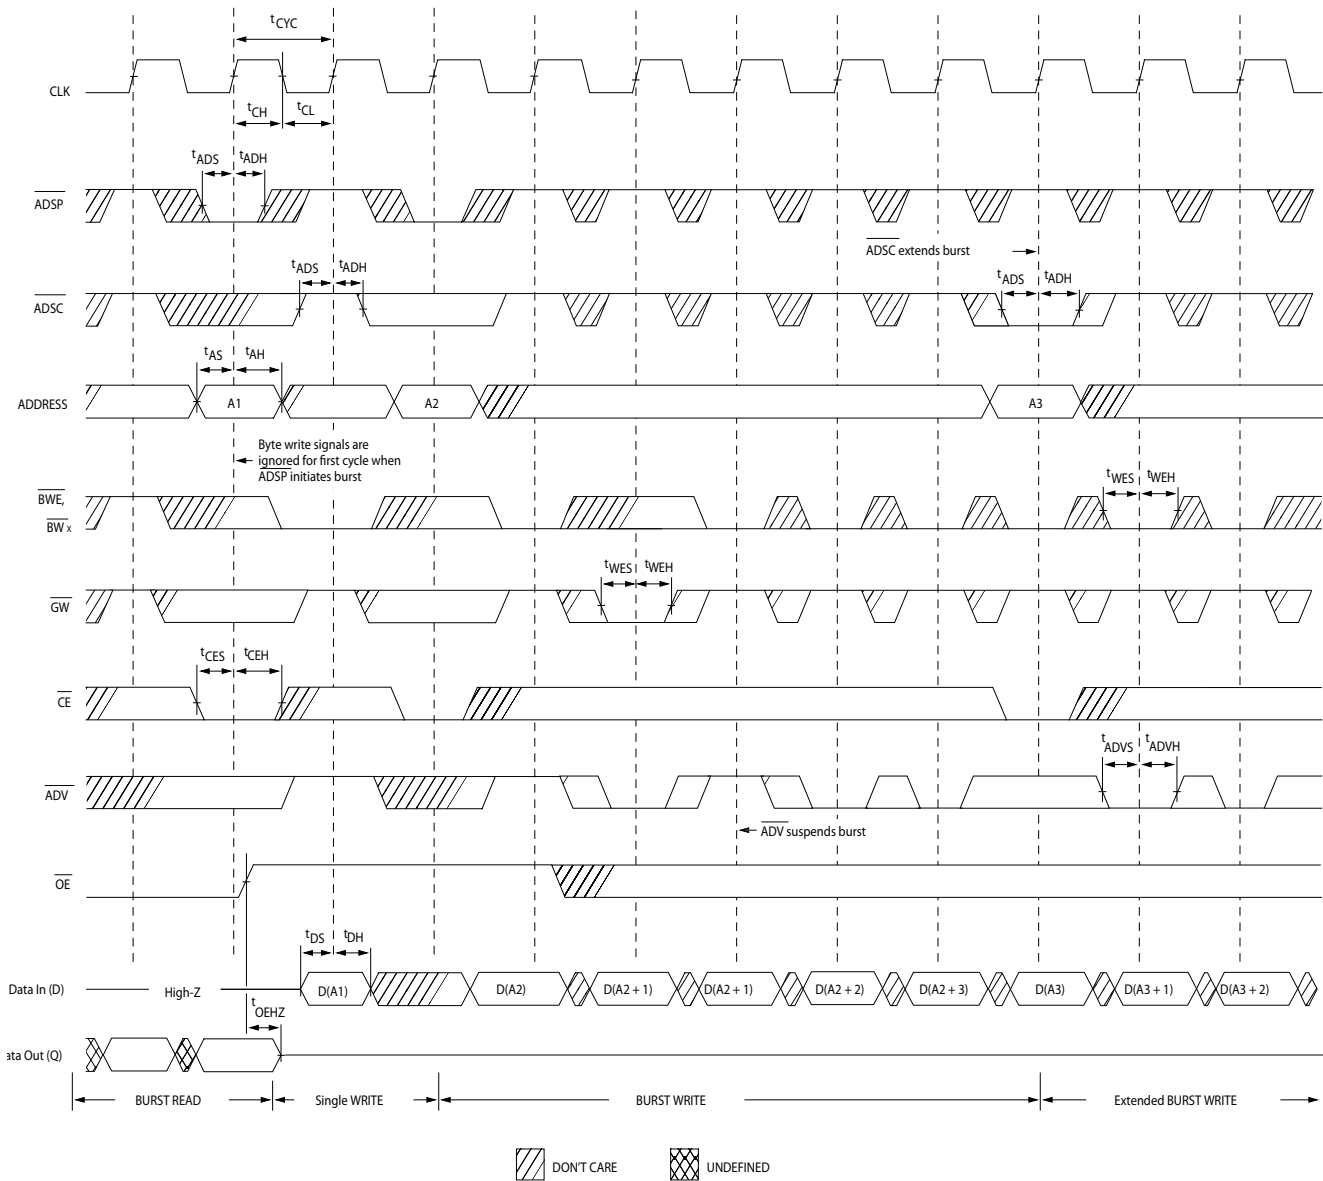 tCYC
CLK
tCH
tCL
tADS
tADH
ADSP
ADSC extends burst
tADS
tADH
tADS
tADH
ADSC
tAS
tAH
ADDRESS
A1
A2
A3
Byte write signals are
ignored for first cycle when
ADSP initiates burst
tWES
tWEH
BWE,
BW x
tWES
tWEH
GW
tCES
tCEH
CE
tADVS
tADVH
ADV
ADV suspends burst
OE
tDS
tDH
Data In (D)
High-Z
D(A1)
D(A2)
D(A2 + 1)
D(A2 + 1)
D(A2 + 2)
D(A2 + 3)
D(A3)
D(A3 + 1)
D(A3 + 2)
tOEHZ
ata Out (Q)
BURST READ
Single WRITE
BURST WRITE
Extended BURST WRITE
DON'T CARE
UNDEFINED